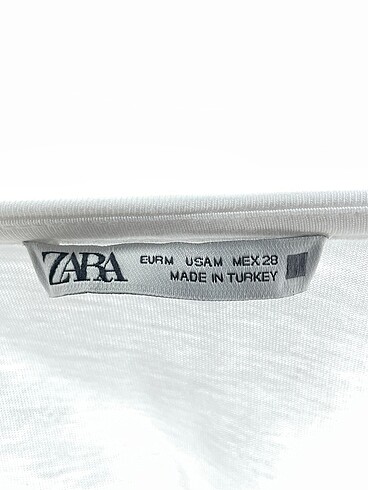 ZARA
EUR M USA M MEX 28
MADE IN TURKEY